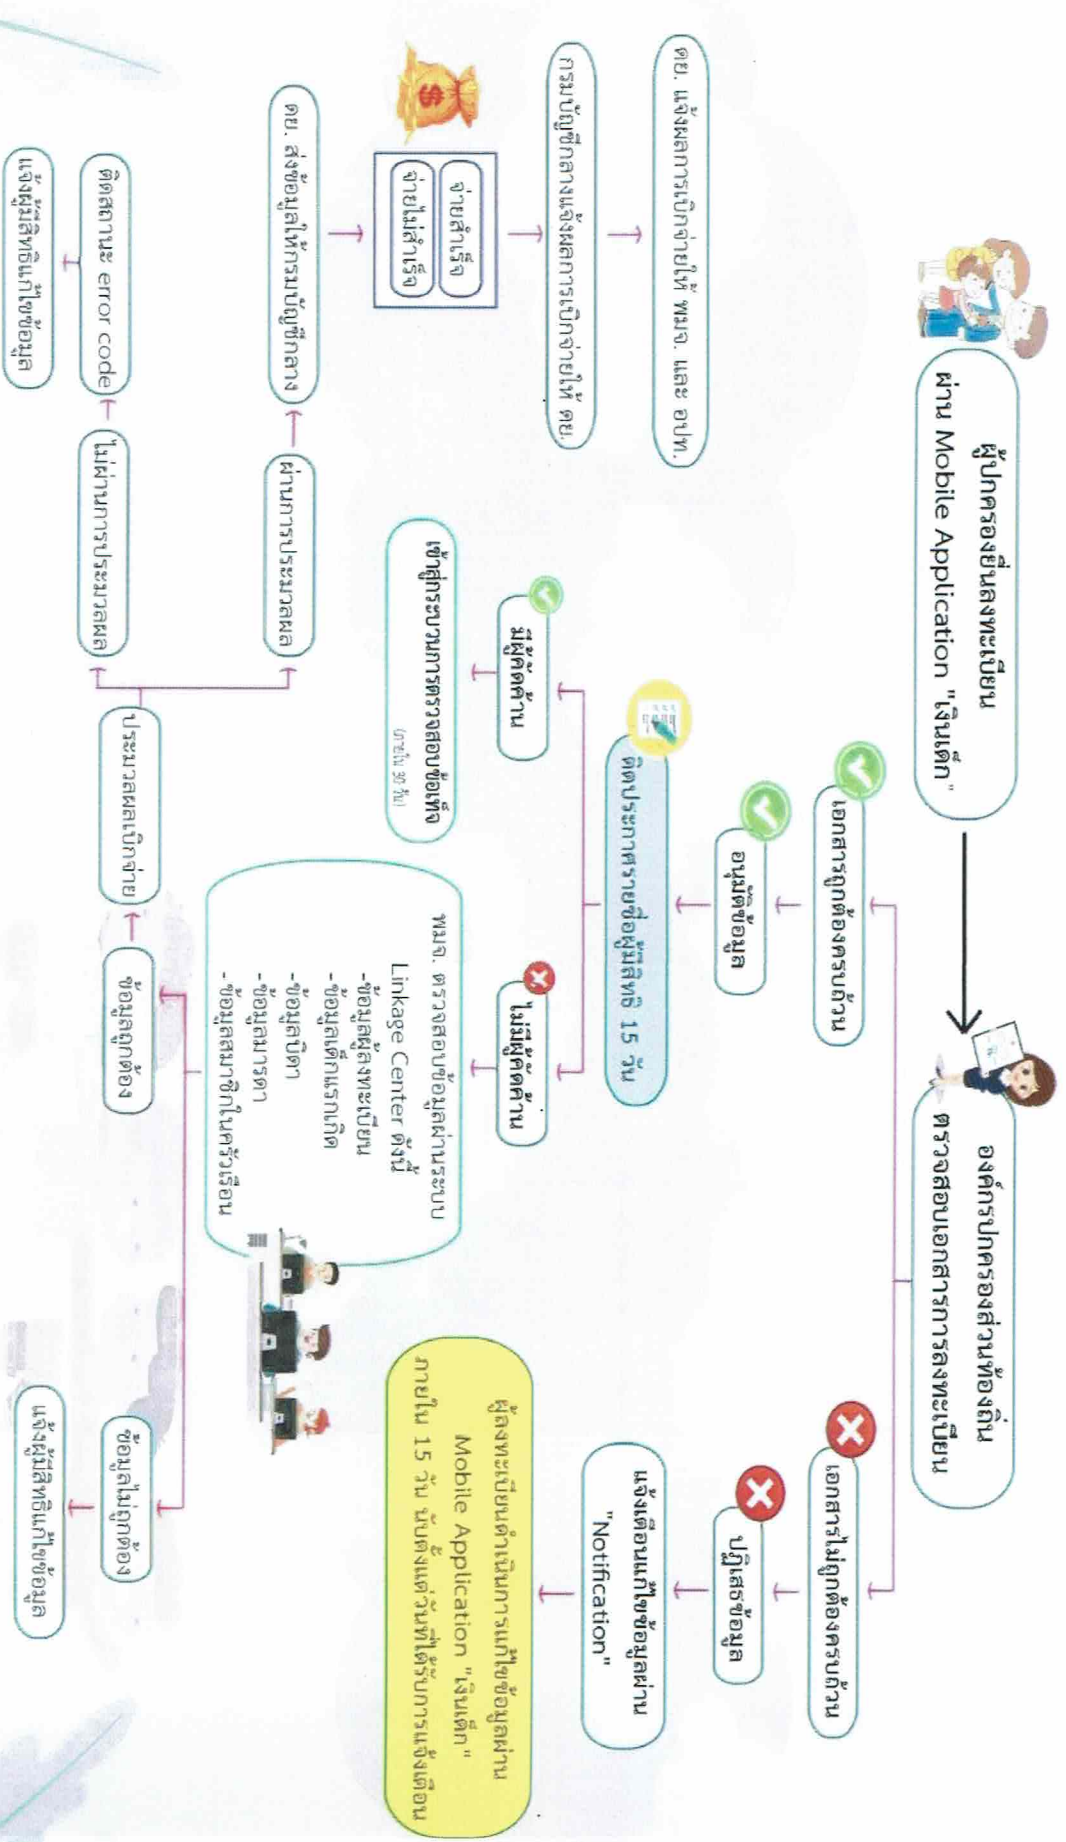 ผู้ปกครองยื่นลงทะเบียน
ผ่าน Mobile Application "เงินเด็ก"
องค์กรปกครองส่วนท้องถิ่น
ตรวจสอบเอกสารการลงทะเบียน
เอกสารถูกต้องครบถ้วน
อนุมัติข้อมูล
ติดประกาศรายชื่อผู้มีสิทธิ 15 วัน
มีผู้คัดค้าน
เข้าสู่กระบวนการตรวจสอบข้อเท็จ
(ภายใน 30 วัน)
ไม่มีผู้คัดค้าน
พมจ. ตรวจสอบข้อมูลผ่านระบบ
Linkage Center ดังนี้
-ข้อมูลผู้ลงทะเบียน
-ข้อมูลเด็กแรกเกิด
-ข้อมูลบิดา
-ข้อมูลมารดา
-ข้อมูลสมาชิกในครัวเรือน
เอกสารไม่ถูกต้องครบถ้วน
ปฏิเสธข้อมูล
แจ้งเตือนแก้ไขข้อมูลผ่าน
"Notification"
ผู้ลงทะเบียนดำเนินการแก้ไขข้อมูลผ่าน
Mobile Application "เงินเด็ก"
ภายใน 15 วัน นับตั้งแต่วันที่ได้รับการแจ้งเตือน
ข้อมูลถูกต้อง
ข้อมูลไม่ถูกต้อง
แจ้งผู้มีสิทธิแก้ไขข้อมูล
ประมวลผลเบิกจ่าย
ผ่านการประมวลผล
ไม่ผ่านการประมวลผล
ติดสถานะ error code
แจ้งผู้มีสิทธิแก้ไขข้อมูล
ดย. ส่งข้อมูลให้กรมบัญชีกลาง
จ่ายสำเร็จ
จ่ายไม่สำเร็จ
กรมบัญชีกลางแจ้งผลการเบิกจ่ายให้ ดย.
ดย. แจ้งผลการเบิกจ่ายให้ พมจ. และ อปท.